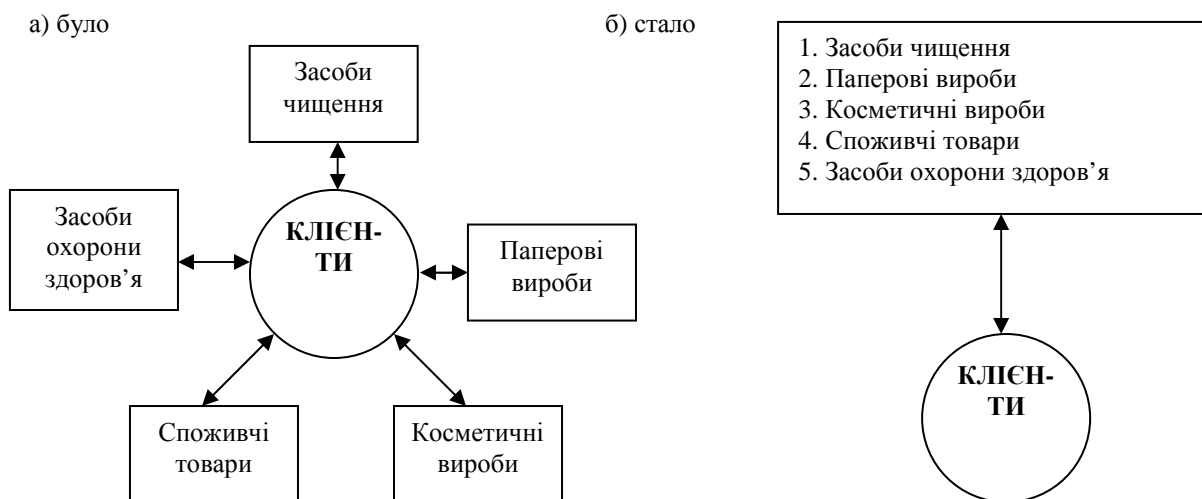 а) було
Засоби
чищення
Засоби
охорони
здоров’я
КЛІЄН-
ТИ
Паперові
вироби
Споживчі
товари
Косметичні
вироби
б) стало
1. Засоби чищення
2. Паперові вироби
3. Косметичні вироби
4. Споживчі товари
5. Засоби охорони здоров’я
КЛІЄН-
ТИ